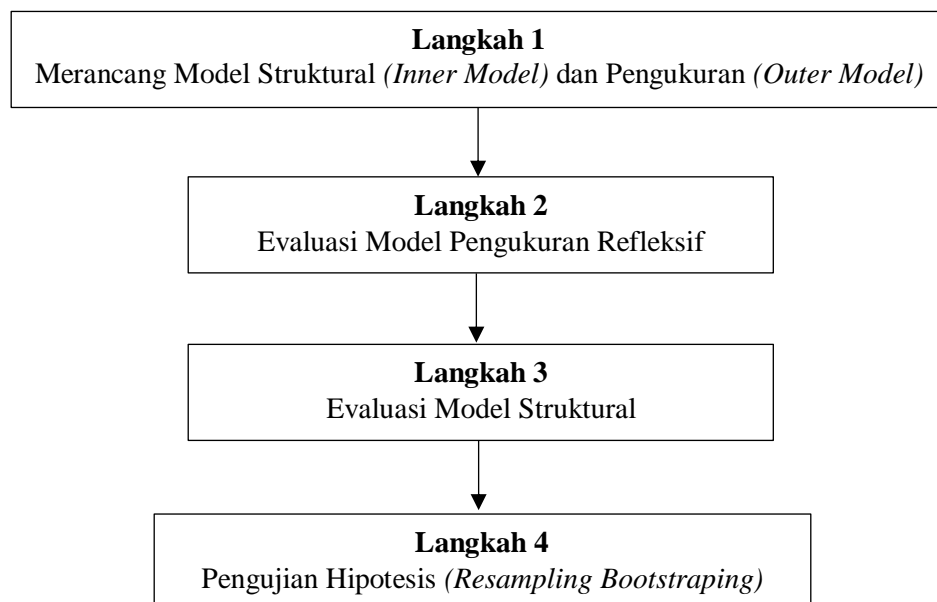 Langkah 1
Merancang Model Struktural (Inner Model) dan Pengukuran (Outer Model)
Langkah 2
Evaluasi Model Pengukuran Refleksif
Langkah 3
Evaluasi Model Struktural
Langkah 4
Pengujian Hipotesis (Resampling Bootstraping)